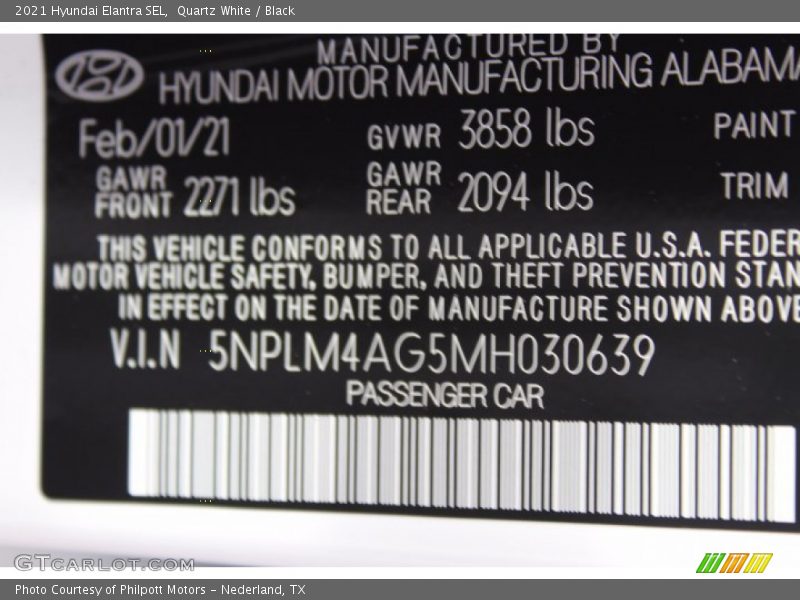 2021 Hyundai Elantra SEL, Quartz White / Black
MANUFACTURED BY
HYUNDAI MOTOR MANUFACTURING ALABAMA
Feb/01/21 GVWR 3858 lbs PAINT
GAWR FRONT 2271 lbs GAWR REAR 2094 lbs TRIM
THIS VEHICLE CONFORMS TO ALL APPLICABLE U.S.A. FEDER
MOTOR VEHICLE SAFETY, BUMPER, AND THEFT PREVENTION STAN
IN EFFECT ON THE DATE OF MANUFACTURE SHOWN ABOVE
V.I.N 5NPLM4AG5MH030639
PASSENGER CAR
GTCARLOT.COM
Photo Courtesy of Philpott Motors - Nederland, TX